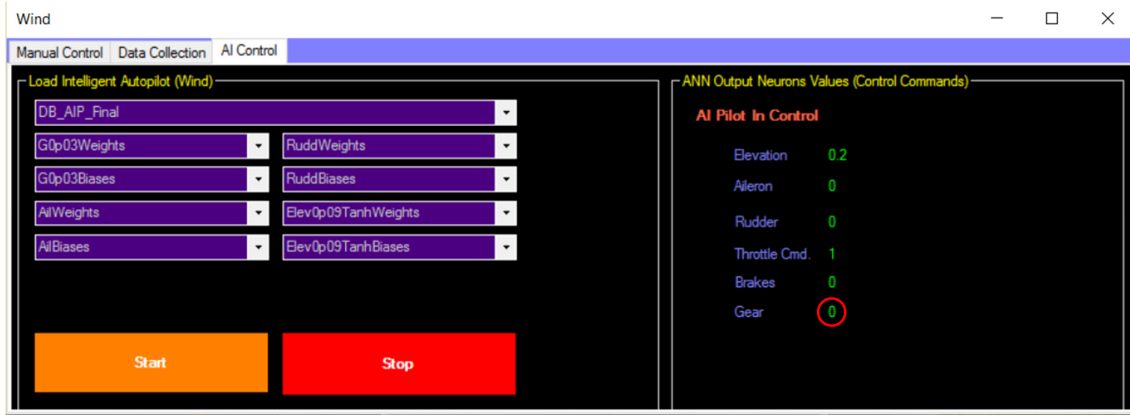 Wind
Manual Control Data Collection AI Control
Load Intelligent Autopilot (Wind)
DB_AIP_Final
G0p03Weights RuddWeights
G0p03Biases RuddBiases
AilWeights Elev0p09TanhWeights
AilBiases Elev0p09TanhBiases
Start Stop
ANN Output Neurons Values (Control Commands)
AI Pilot In Control
Elevation 0.2
Aileron 0
Rudder 0
Throttle Cmd. 1
Brakes 0
Gear 0